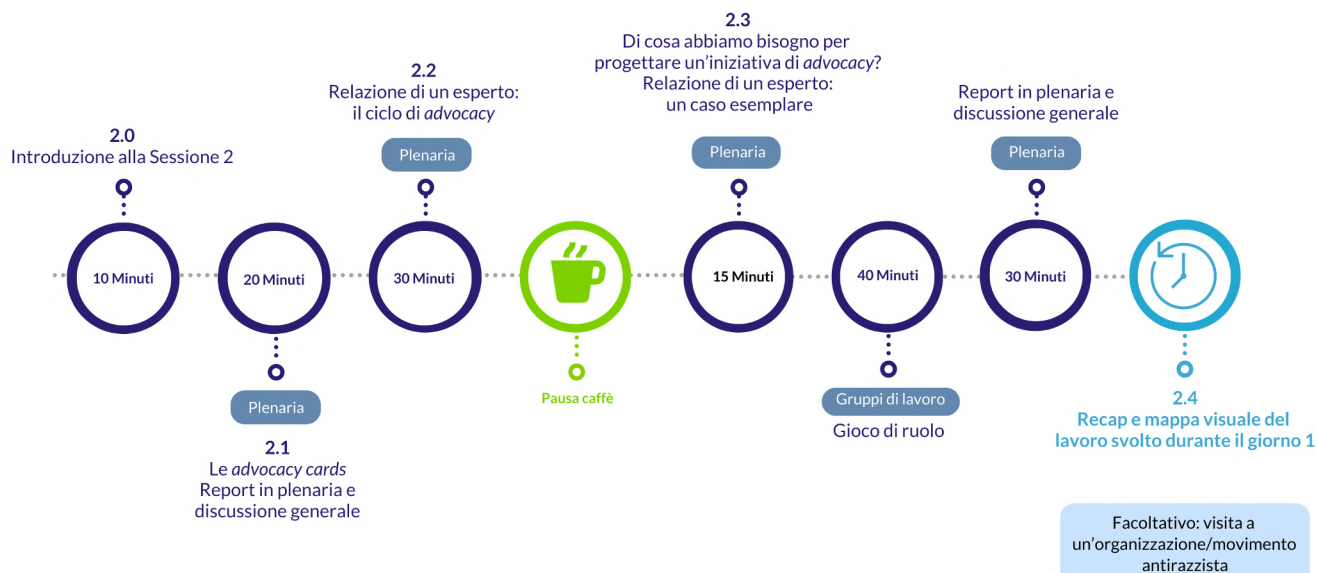 2.0
Introduzione alla Sessione 2
10 Minuti
20 Minuti
Plenaria
2.1
Le advocacy cards
Report in plenaria e
discussione generale
2.2
Relazione di un esperto:
il ciclo di advocacy
Plenaria
30 Minuti
Pausa caffè
2.3
Di cosa abbiamo bisogno per
progettare un'iniziativa di advocacy?
Relazione di un esperto:
un caso esemplare
Plenaria
15 Minuti
40 Minuti
Gruppi di lavoro
Gioco di ruolo
Report in plenaria e
discussione generale
Plenaria
30 Minuti
2.4
Recap e mappa visuale del
lavoro svolto durante il giorno 1
Facoltativo: visita a
un'organizzazione/movimento
antirazzista